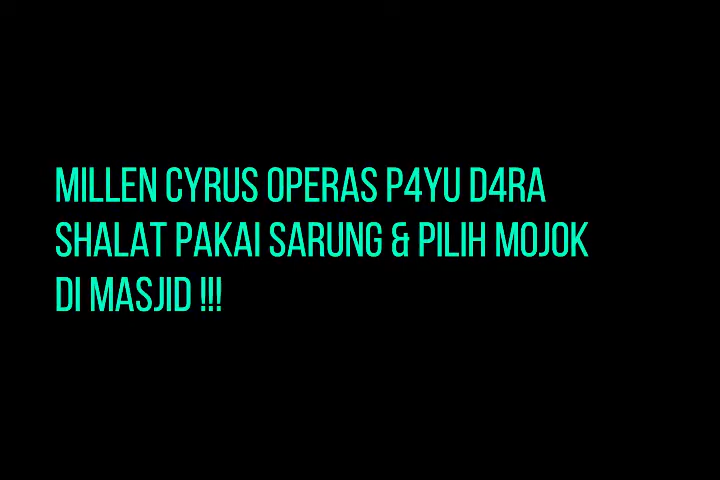 MILLEN CYRUS OPERAS P4YU D4RA
SHALAT PAKAI SARUNG & PILIH MOJOK
DI MASJID !!!